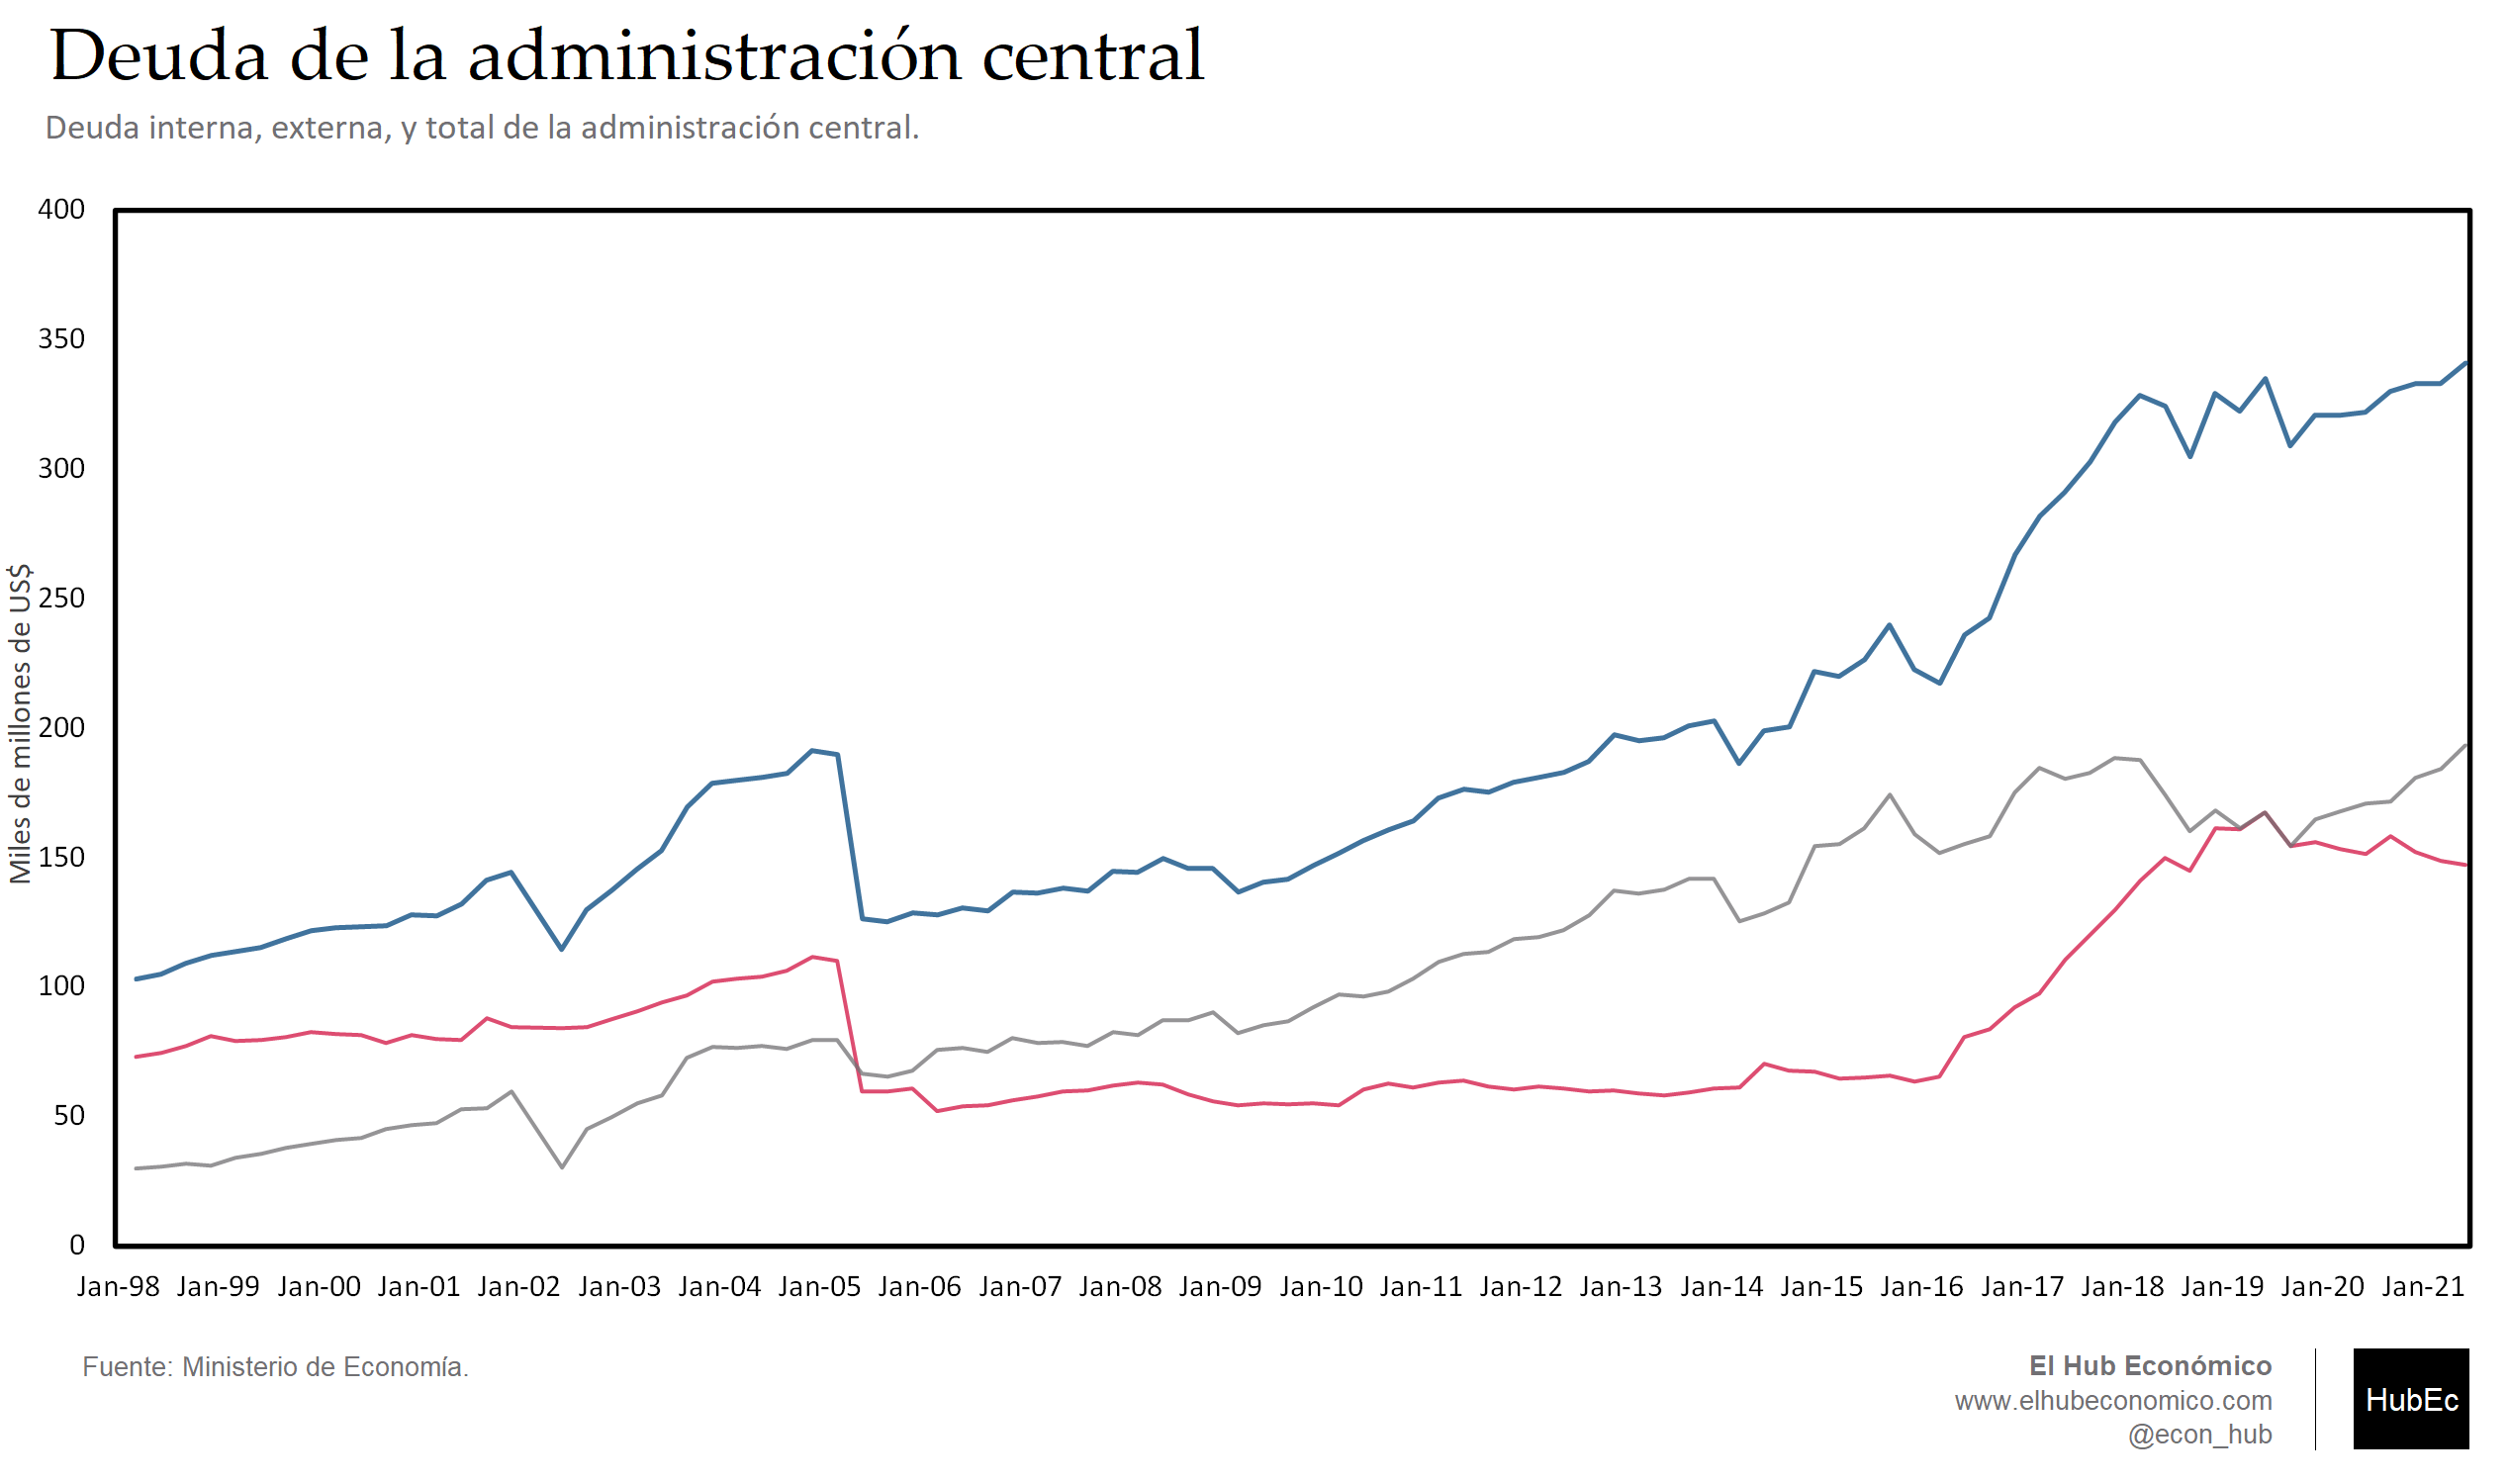 Deuda de la administración central
Deuda interna, externa, y total de la administración central.
Miles de millones de US$
400
350
300
250
200
150
100
50
0
Jan-98 Jan-99 Jan-00 Jan-01 Jan-02 Jan-03 Jan-04 Jan-05 Jan-06 Jan-07 Jan-08 Jan-09 Jan-10 Jan-11 Jan-12 Jan-13 Jan-14 Jan-15 Jan-16 Jan-17 Jan-18 Jan-19 Jan-20 Jan-21
Fuente: Ministerio de Economía.
El Hub Económico
www.elhubeconomico.com
@econ_hub
HubEc